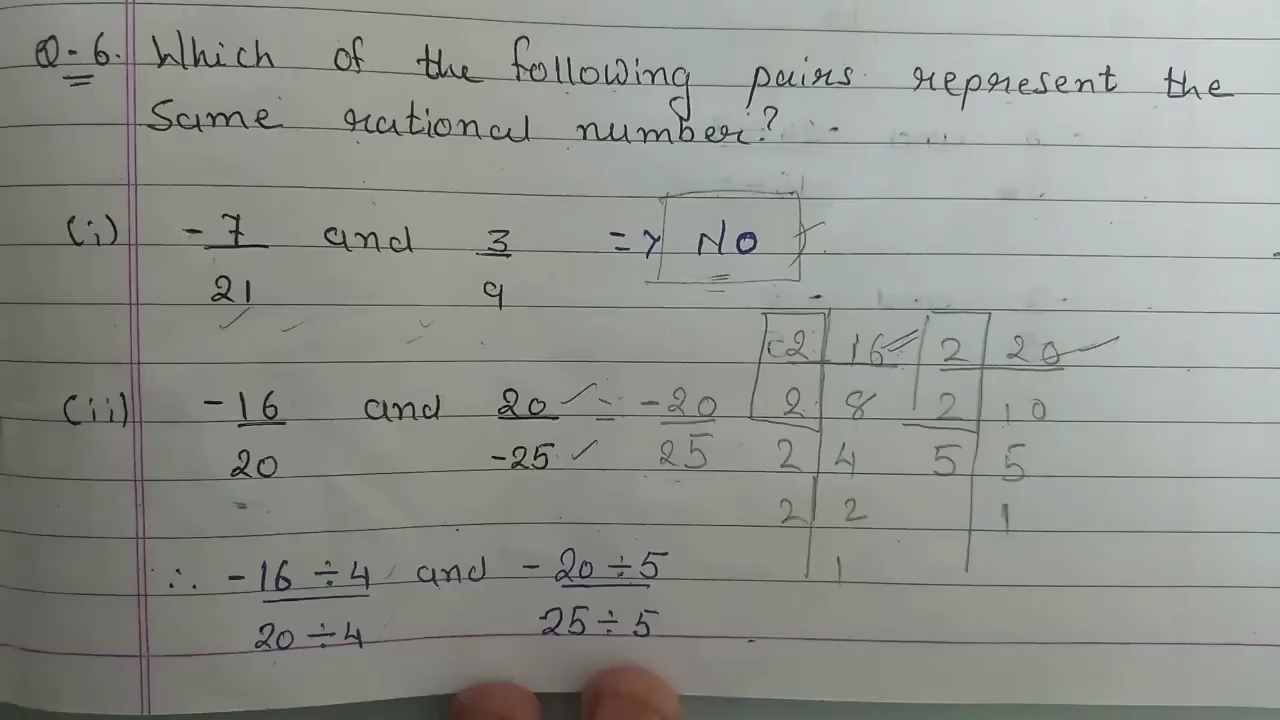 Q-6. Which of the following pairs represent the
Same rational number?
(i) -7/21 and 3/9 => No
(ii) -16/20 and 20/-25 = -20/25
2 | 16 2 | 20
2 | 8 2 | 10
2 | 4 5 | 5
2 | 2 | 1
| 1
∴ -16÷4/20÷4 and -20÷5/25÷5